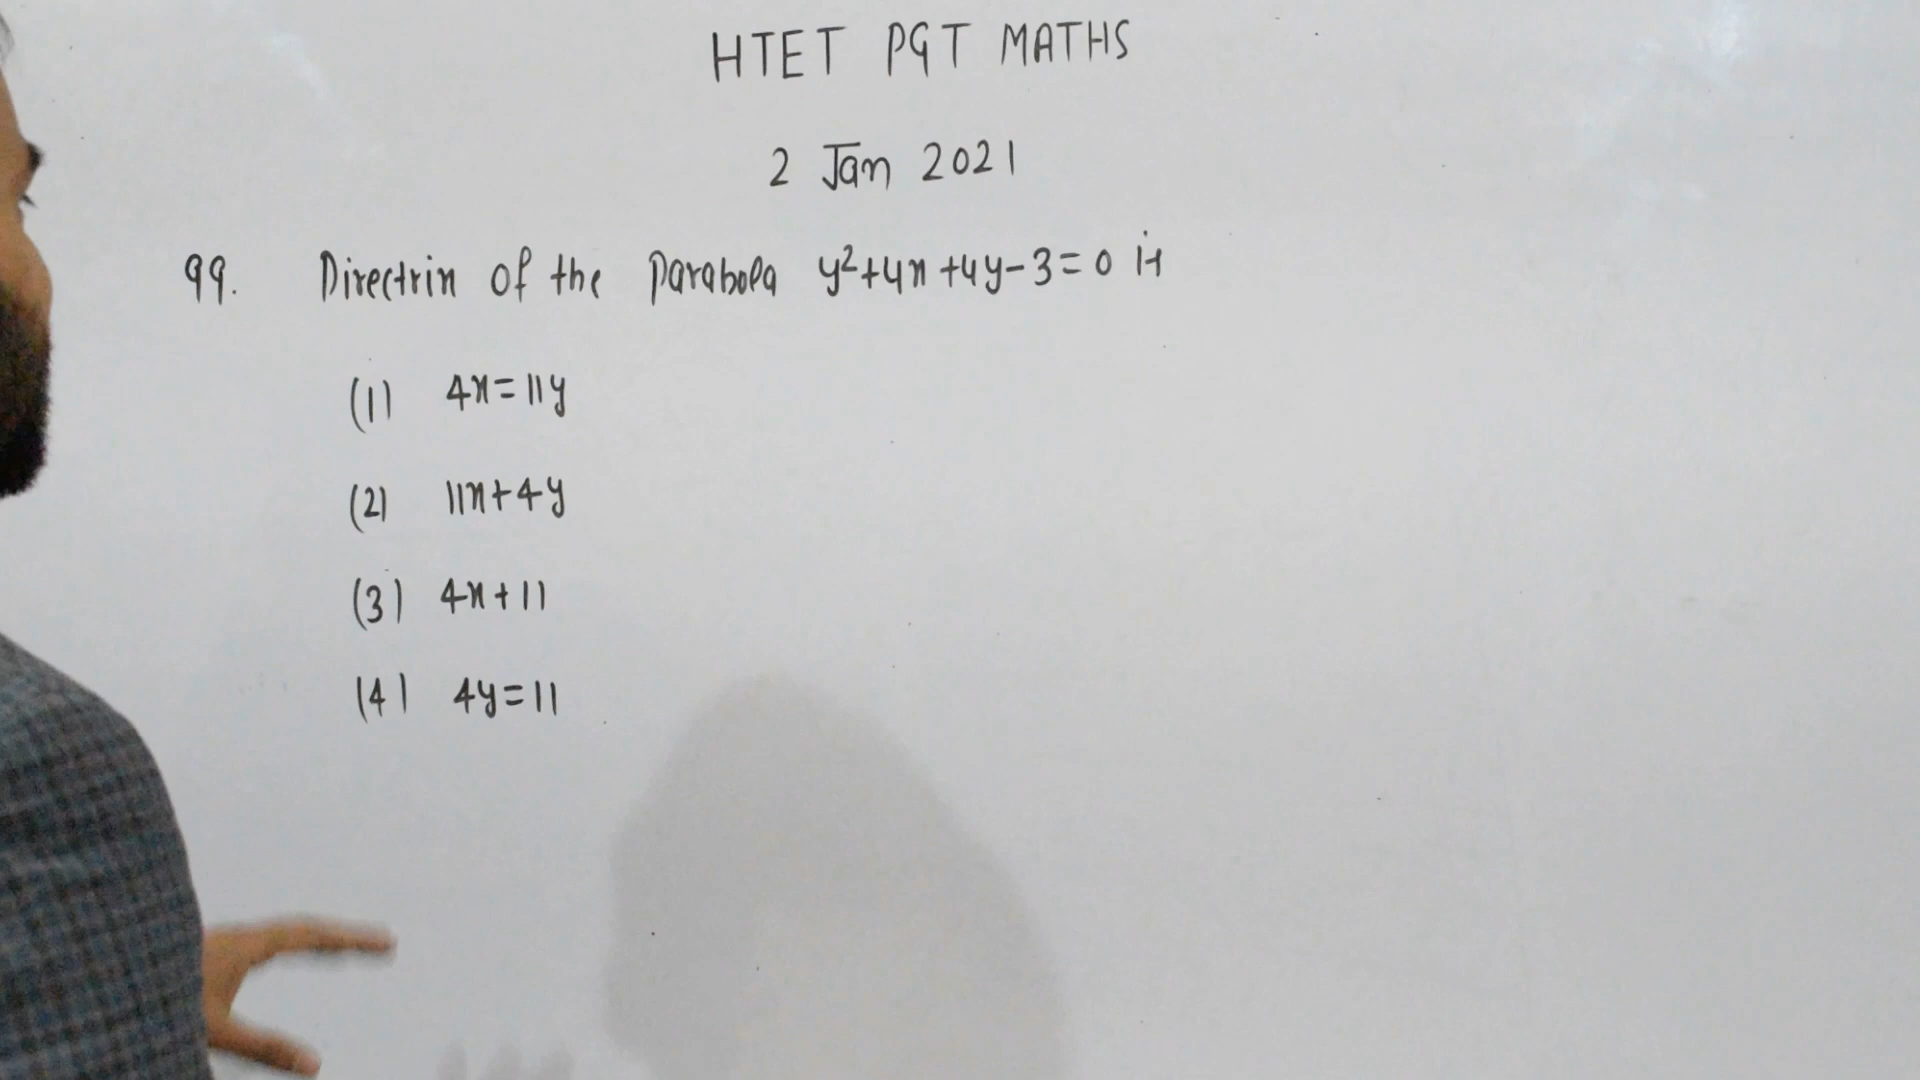 HTET PGT MATHS
2 Jan 2021
99. Directrix of the parabola y²+4x+4y-3=0 is
(1) 4x=11y
(2) 11x+4y
(3) 4x+11
(4) 4y=11